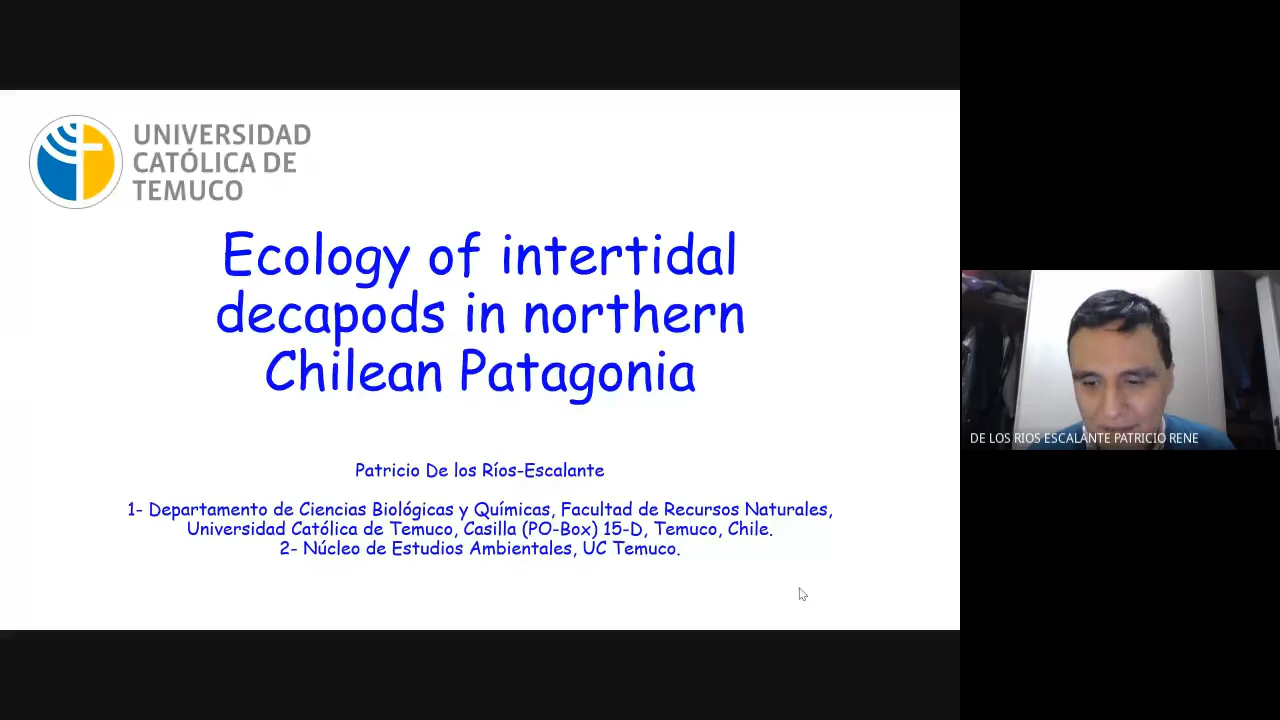 UNIVERSIDAD
CATÓLICA DE
TEMUCO
Ecology of intertidal
decapods in northern
Chilean Patagonia
Patricio De los Ríos-Escalante
1- Departamento de Ciencias Biológicas y Químicas, Facultad de Recursos Naturales,
Universidad Católica de Temuco, Casilla (PO-Box) 15-D, Temuco, Chile.
2- Núcleo de Estudios Ambientales, UC Temuco.
DE LOS RIOS ESCALANTE PATRICIO RENE